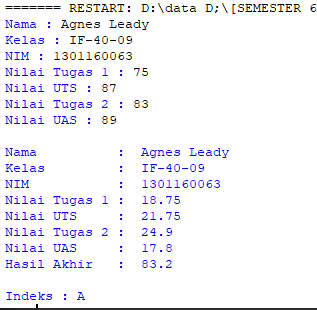 ======= RESTART: D:\data D;\[SEMESTER 6
Nama : Agnes Leady
Kelas : IF-40-09
NIM : 1301160063
Nilai Tugas 1 : 75
Nilai UTS : 87
Nilai Tugas 2 : 83
Nilai UAS : 89
Nama : Agnes Leady
Kelas : IF-40-09
NIM : 1301160063
Nilai Tugas 1 : 18.75
Nilai UTS : 21.75
Nilai Tugas 2 : 24.9
Nilai UAS : 17.8
Hasil Akhir : 83.2
Indeks : A